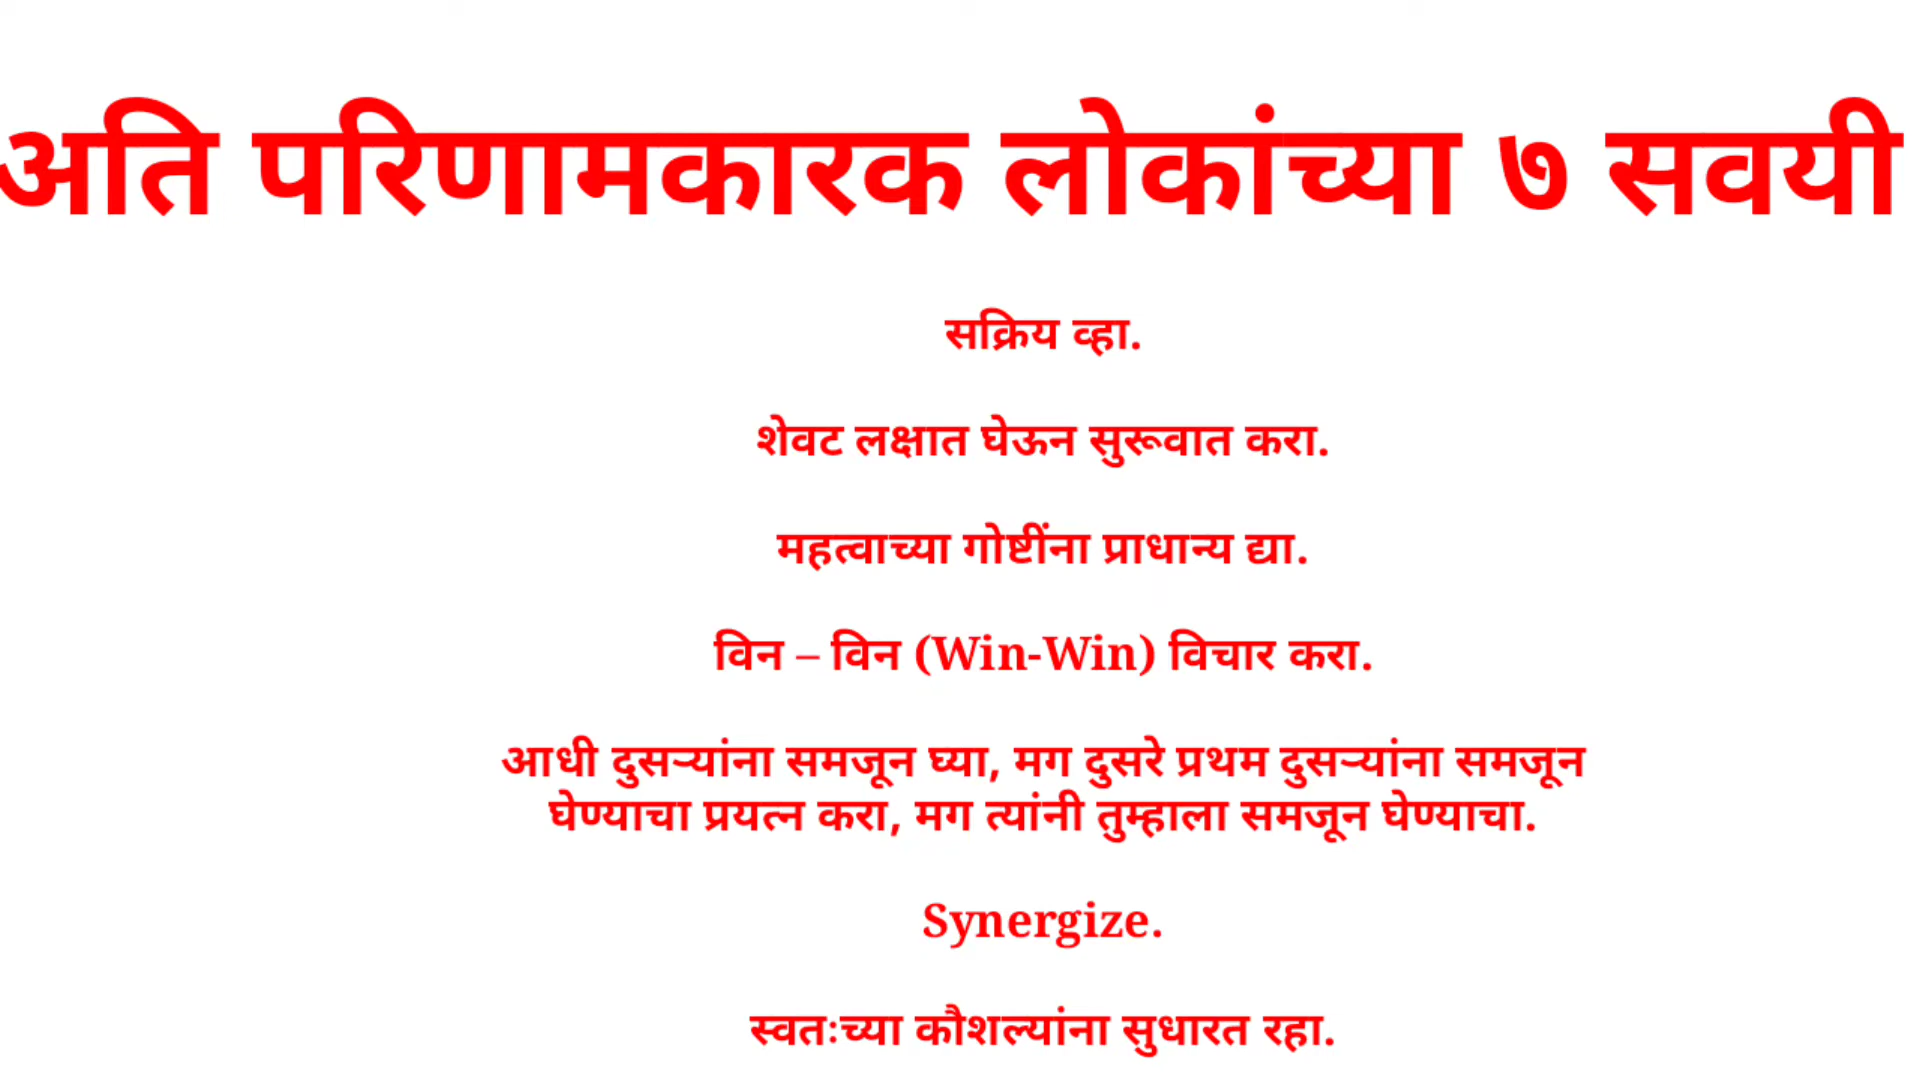 अति परिणामकारक लोकांच्या ७ सवयी
सक्रिय व्हा.
शेवट लक्षात घेऊन सुरूवात करा.
महत्वाच्या गोष्टींना प्राधान्य द्या.
विन – विन (Win-Win) विचार करा.
आधी दुसऱ्यांना समजून घ्या, मग दुसरे प्रथम दुसऱ्यांना समजून
घेण्याचा प्रयत्न करा, मग त्यांनी तुम्हाला समजून घेण्याचा.
Synergize.
स्वतःच्या कौशल्यांना सुधारत रहा.